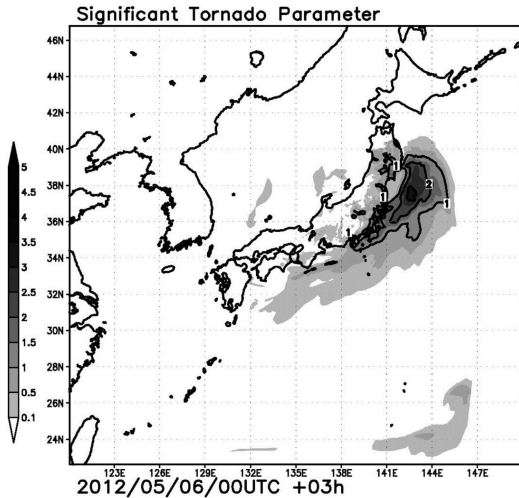 Significant Tornado Parameter
46N
44N
42N
40N
38N
36N
34N
32N
30N
28N
26N
24N
5
4.5
4
3.5
3
2.5
2
1.5
1
0.5
0.1
1
2
1
1
1
123E 126E 129E 132E 135E 138E 141E 144E 147E
2012/05/06/00UTC +03h